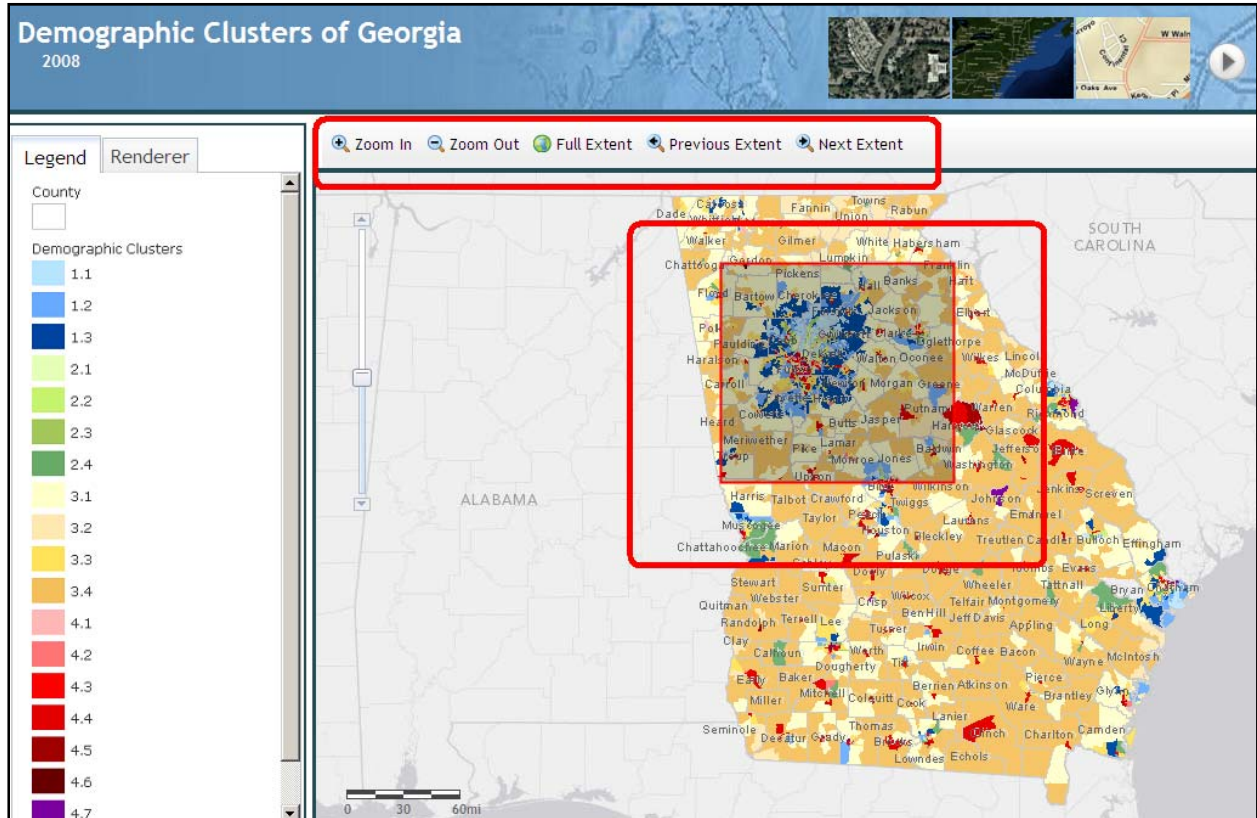 Demographic Clusters of Georgia
2008
W Waln
Oaks Ave
Legend Renderer
Zoom In Zoom Out Full Extent Previous Extent Next Extent
County
Demographic Clusters
1.1
1.2
1.3
2.1
2.2
2.3
2.4
3.1
3.2
3.3
3.4
4.1
4.2
4.3
4.4
4.5
4.6
4.7
Fannin Towns
Dade Union Rabun
SOUTH
CAROLINA
Walker Gilmer White Habersham
Chattooga Gordon Lumpkin Franklin
Pickens
Floyd Hall Banks Hart
Bartow Cherokee
Jackson Elbert
Polk
Paulding Clarke Oglethorpe
Haralson Walton Oconee Wilkes Lincol
McDuffie
Carroll Newton Morgan Greene Columbia
Heard Coweta Putnam Warren Richmond
Butts Jasper Glascock
Meriwether Lamar Jefferson
Pike Baldwin Burke
Monroe Jones Washington
Upson
ALABAMA
Wilkinson Jenkins Screven
Harris Talbot Crawford Twiggs Johnson
Muscogee Taylor Peach Emanuel
Houston Laurens
Chattahoochee Marion Macon Bleckley Treutlen Candler Bulloch Effingham
Pulaski
Dooly Dodge Toombs Evans
Stewart Sumter Wheeler Tattnall
Webster Bryan Chatham
Quitman Crisp Wilcox Telfair Montgomery Liberty
Randolph Terrell Lee Ben Hill Jeff Davis Appling Long
Turner
Clay
Calhoun Worth Irwin Coffee Bacon Wayne McIntosh
Dougherty Tift
Early Baker Berrien Atkinson Pierce
Miller Mitchell Colquitt Cook Brantley Glynn
Ware
Lanier
Seminole Thomas Clinch Charlton Camden
Decatur Grady Brooks
Lowndes Echols
0 30 60mi